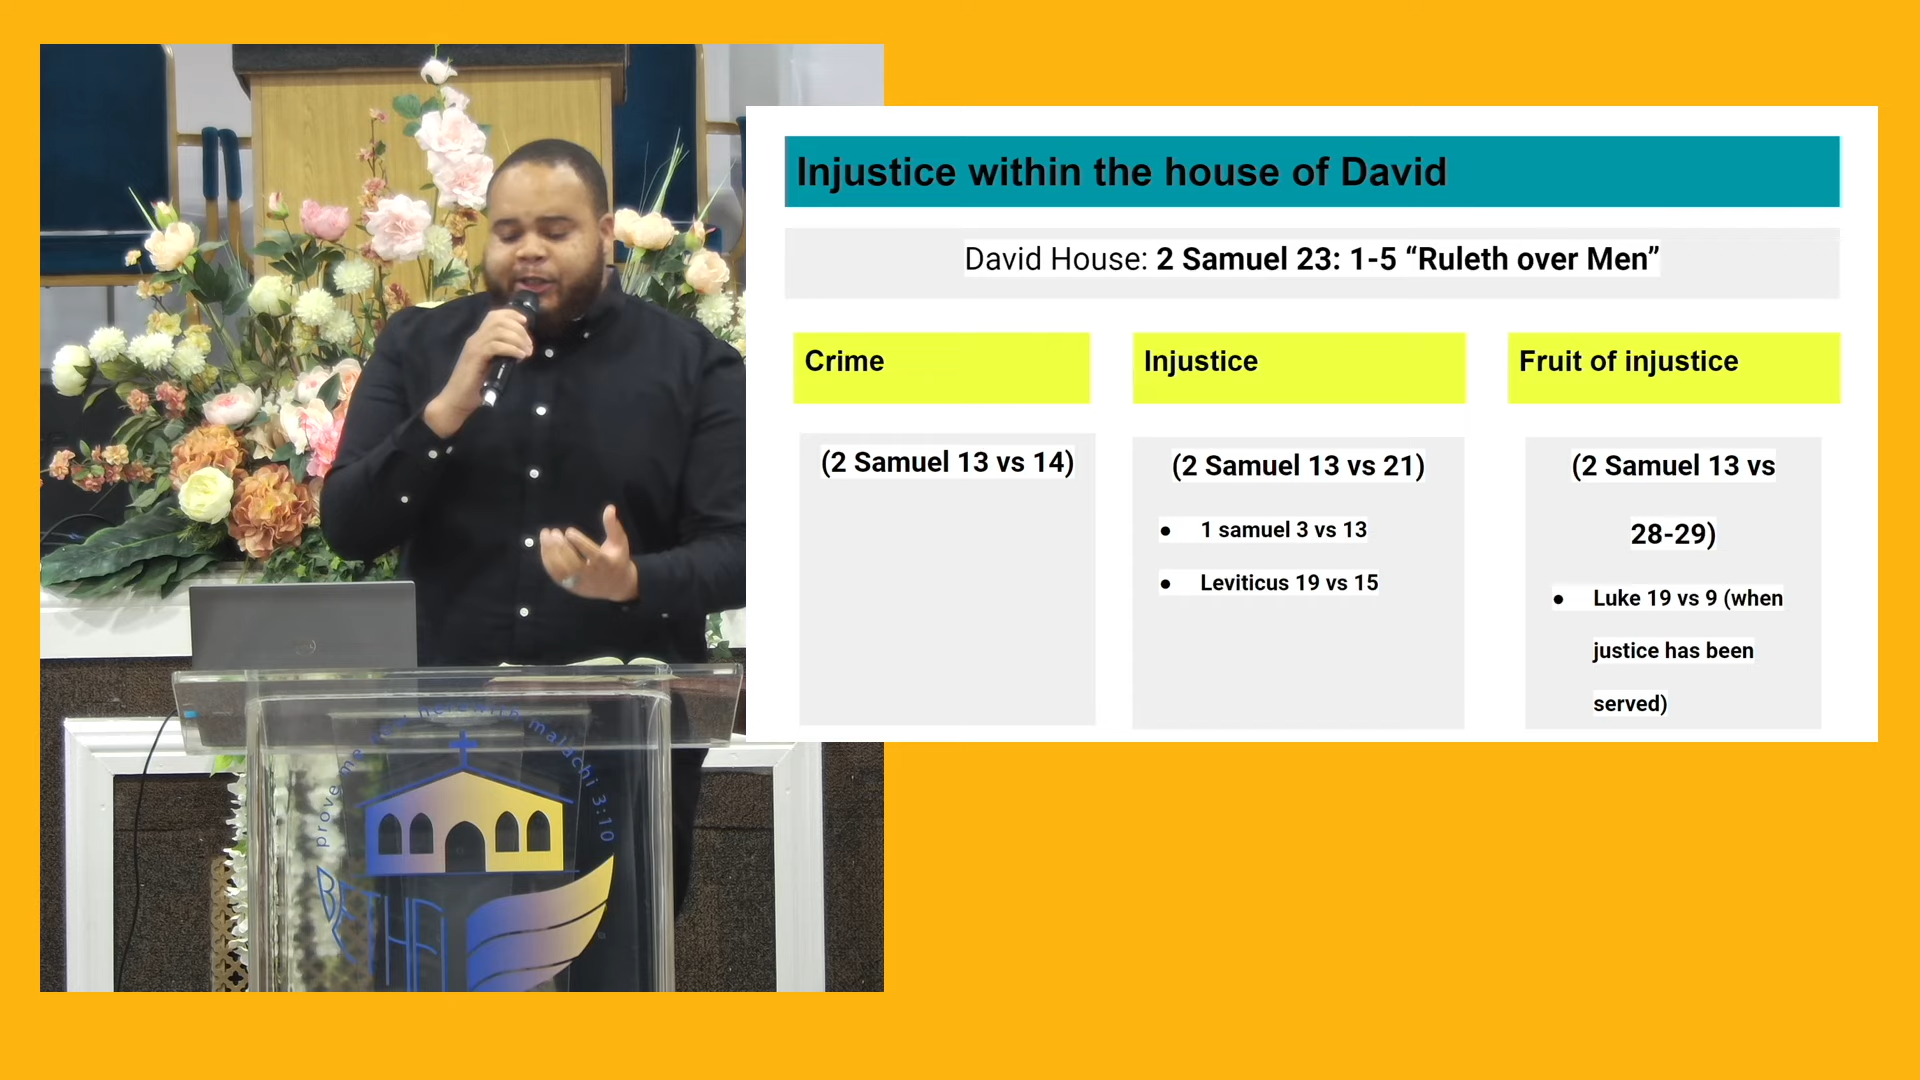 Injustice within the house of David
David House: 2 Samuel 23: 1-5 “Ruleth over Men”
Crime
(2 Samuel 13 vs 14)
Injustice
(2 Samuel 13 vs 21)
● 1 samuel 3 vs 13
● Leviticus 19 vs 15
Fruit of injustice
(2 Samuel 13 vs
28-29)
● Luke 19 vs 9 (when
justice has been
served)
prove me now herewith malachi 3:10